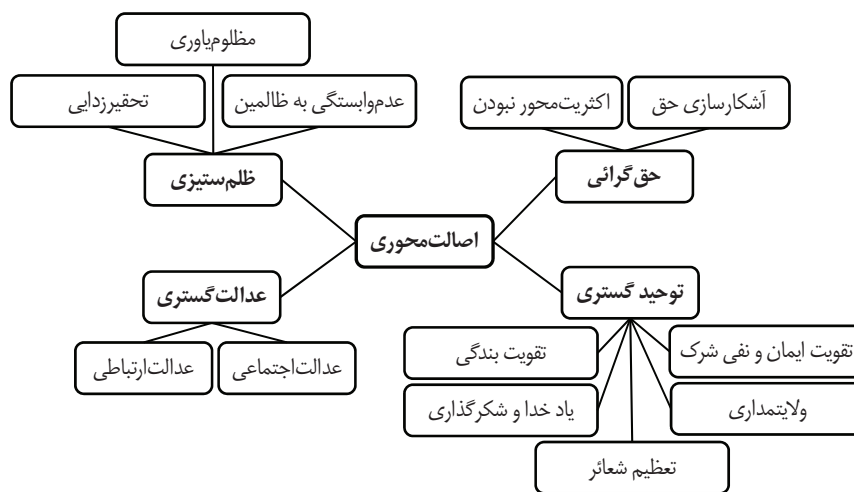 مظلوم‌یاوری
آشکارسازی حق
اکثریت‌محور نبودن
عدم‌وابستگی به ظالمین
تحقیرزدایی
حق‌گرائی
ظلم‌ستیزی
اصالت‌محوری
توحید گستری
عدالت‌گستری
تقویت ایمان و نفی شرک
تقویت بندگی
عدالت‌اجتماعی
عدالت‌ارتباطی
ولایتمداری
یاد خدا و شکرگذاری
تعظیم شعائر